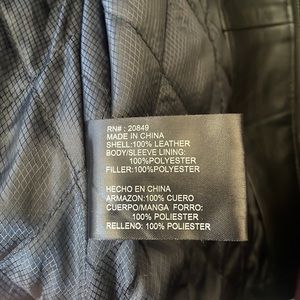 RN# : 20849
MADE IN CHINA
SHELL:100% LEATHER
BODY/SLEEVE LINING:
100%POLYESTER
FILLER:100%POLYESTER
HECHO EN CHINA
ARMAZON:100% CUERO
CUERPO/MANGA FORRO:
100% POLIESTER
RELLENO: 100% POLIESTER